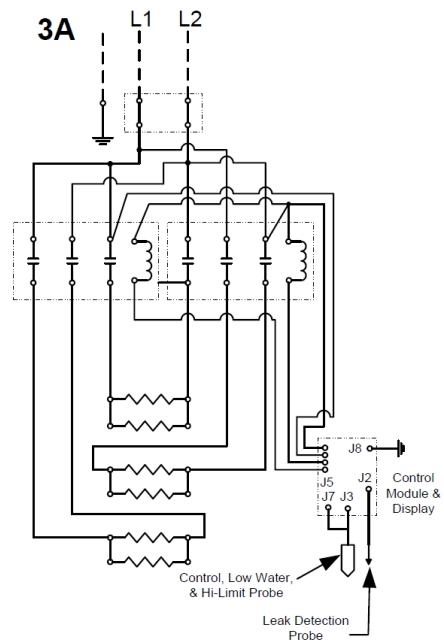 3A
L1
L2
J8
J5
J2
J7
J3
Control
Module &
Display
Control, Low Water,
& Hi-Limit Probe
Leak Detection
Probe